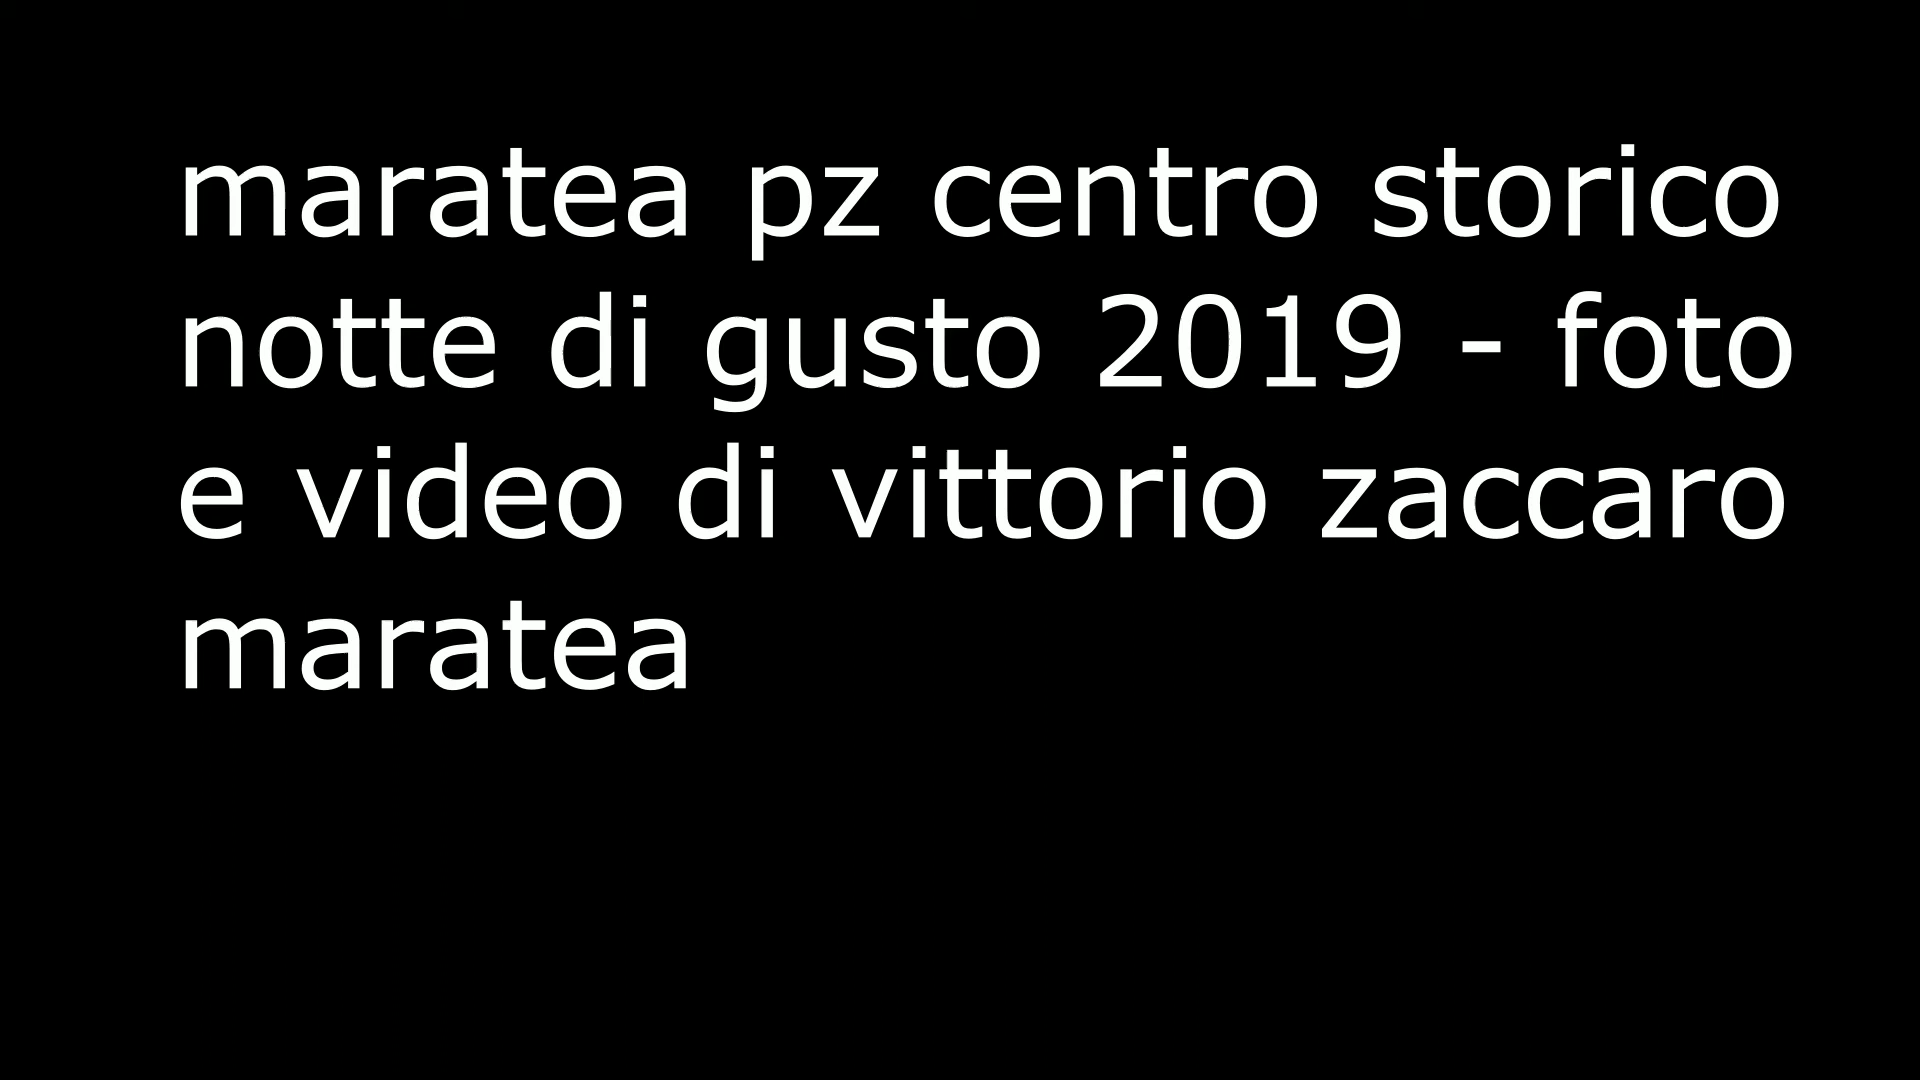 maratea pz centro storico
notte di gusto 2019 - foto
e video di vittorio zaccaro
maratea